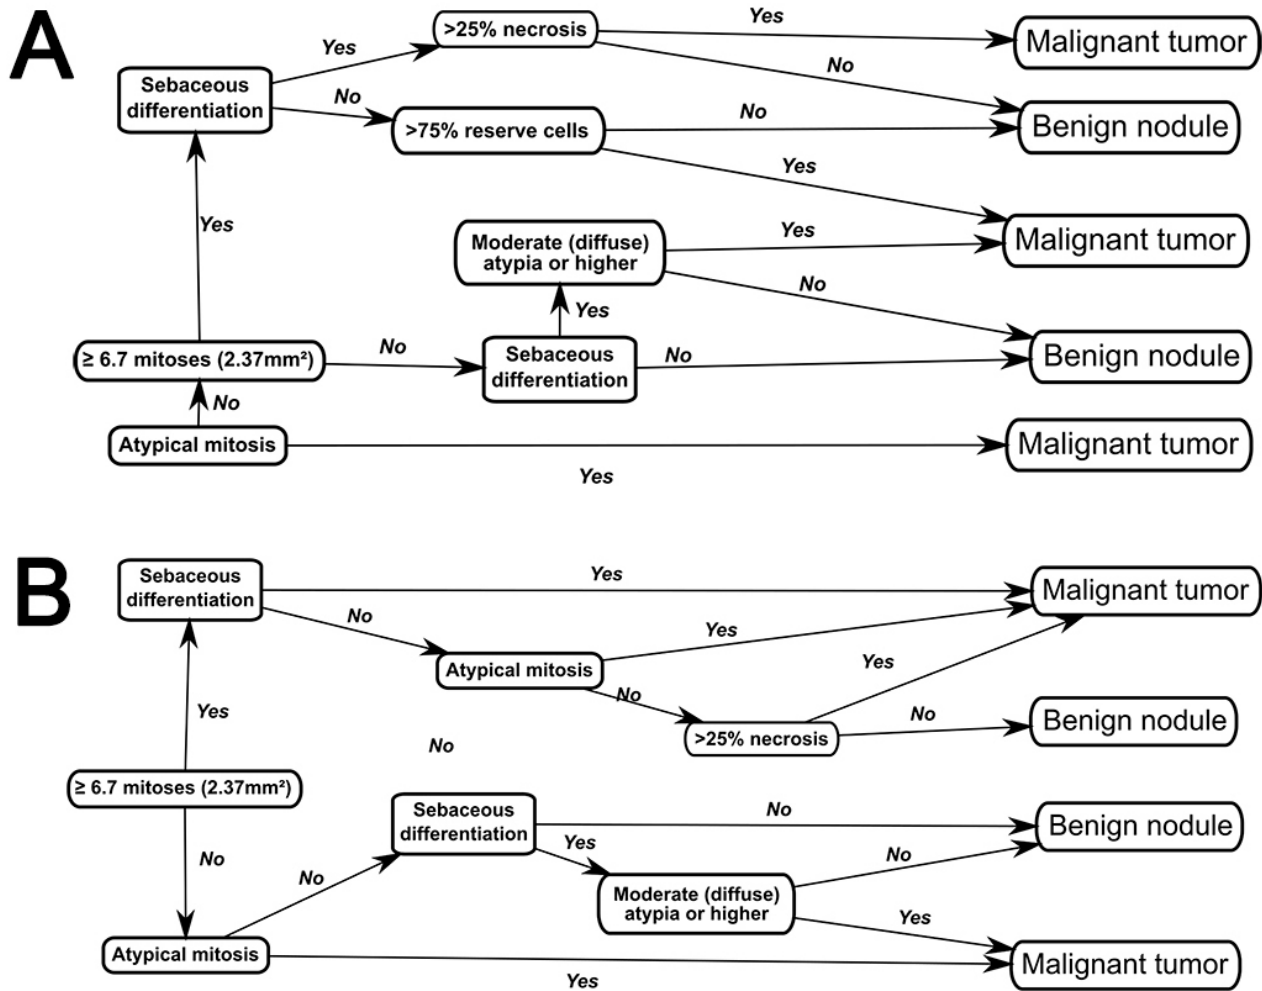 A
>25% necrosis
Yes
Malignant tumor
Yes
No
Sebaceous
differentiation
No
>75% reserve cells
No
Benign nodule
Yes
Yes
Moderate (diffuse)
atypia or higher
Yes
Malignant tumor
No
Yes
≥ 6.7 mitoses (2.37mm²)
No
Sebaceous
differentiation
No
Benign nodule
No
Atypical mitosis
Yes
Malignant tumor
B
Sebaceous
differentiation
Yes
Malignant tumor
No
Atypical mitosis
Yes
Yes
No
>25% necrosis
No
Benign nodule
Yes
No
≥ 6.7 mitoses (2.37mm²)
Sebaceous
differentiation
No
Benign nodule
Yes
No
No
No
Moderate (diffuse)
atypia or higher
Yes
Atypical mitosis
Yes
Malignant tumor